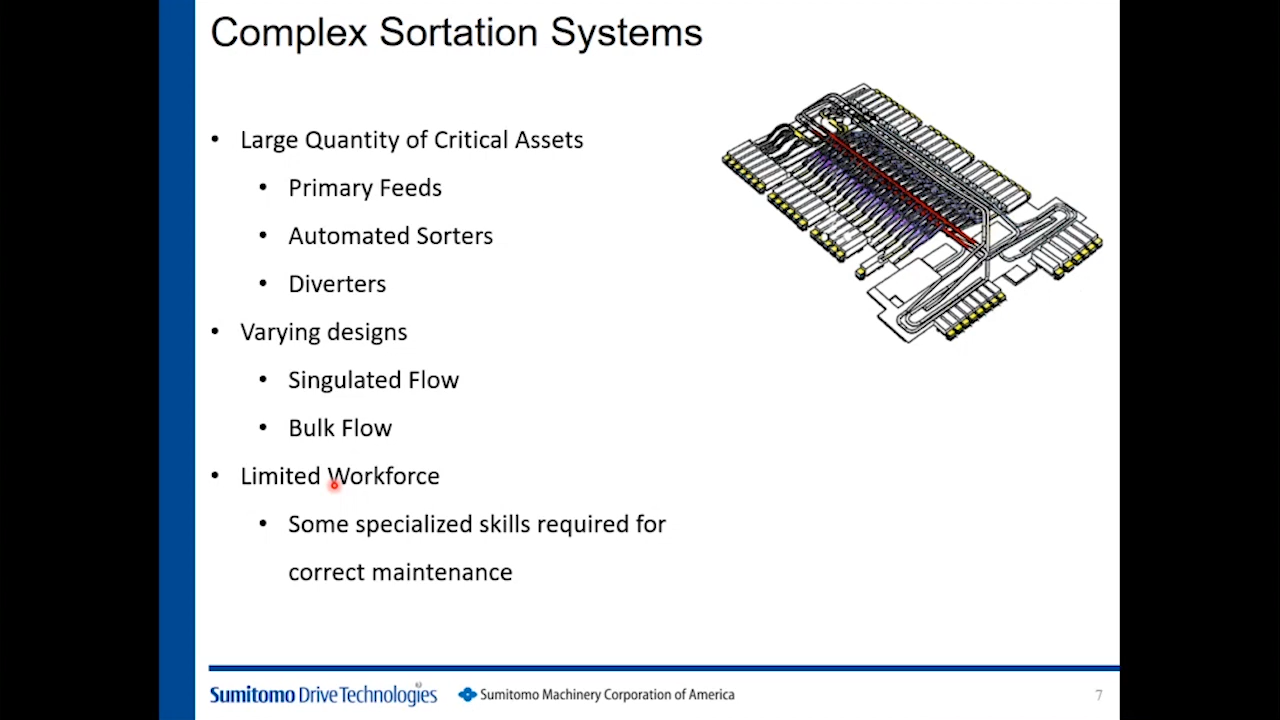 Complex Sortation Systems
• Large Quantity of Critical Assets
• Primary Feeds
• Automated Sorters
• Diverters
• Varying designs
• Singulated Flow
• Bulk Flow
• Limited Workforce
• Some specialized skills required for
correct maintenance
Sumitomo Drive Technologies
Sumitomo Machinery Corporation of America
7